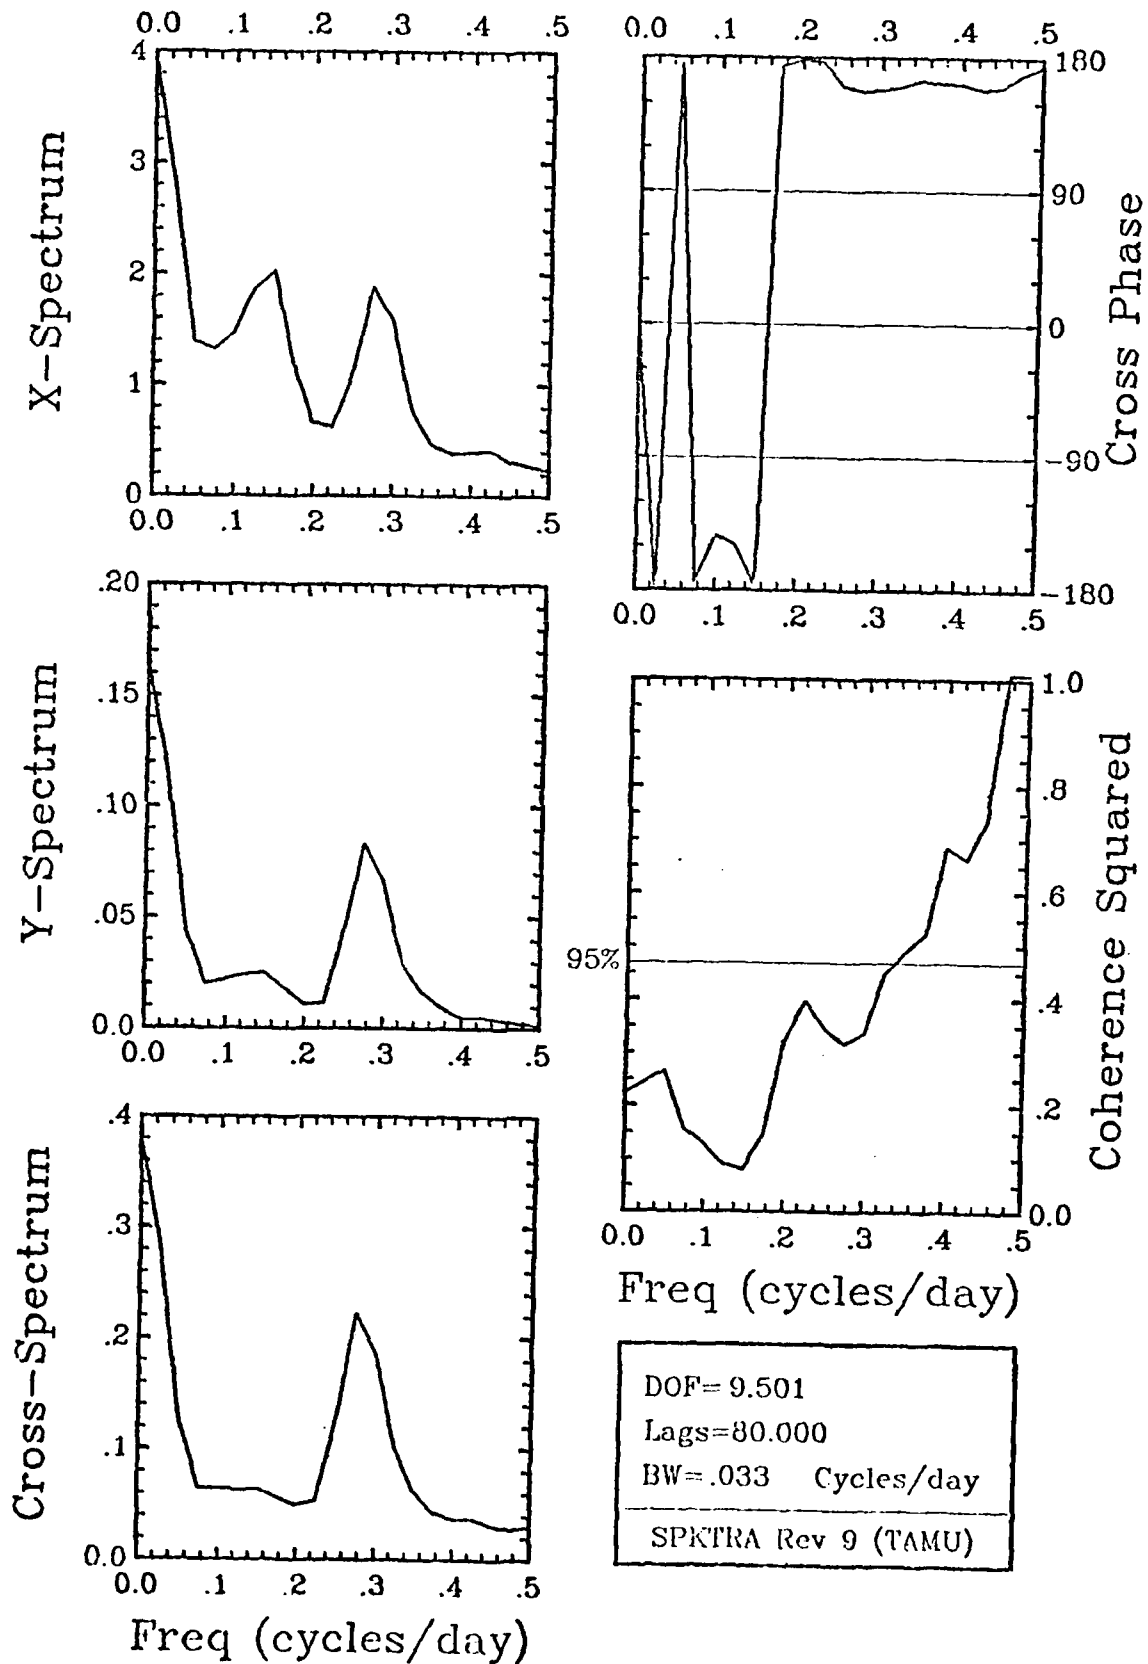 0.0 .1 .2 .3 .4 .5
4
3
2
1
0
X-Spectrum
0.0 .1 .2 .3 .4 .5
0.0 .1 .2 .3 .4 .5
180
90
0
-90
-180
Cross Phase
0.0 .1 .2 .3 .4 .5
.20
.15
.10
.05
0.0
Y-Spectrum
0.0 .1 .2 .3 .4 .5
1.0
.8
.6
.4
.2
0.0
95%
Coherence Squared
0.0 .1 .2 .3 .4 .5
Freq (cycles/day)
.4
.3
.2
.1
0.0
Cross-Spectrum
0.0 .1 .2 .3 .4 .5
Freq (cycles/day)
DOF= 9.501
Lags=80.000
BW=.033 Cycles/day
SPKTRA Rev 9 (TAMU)